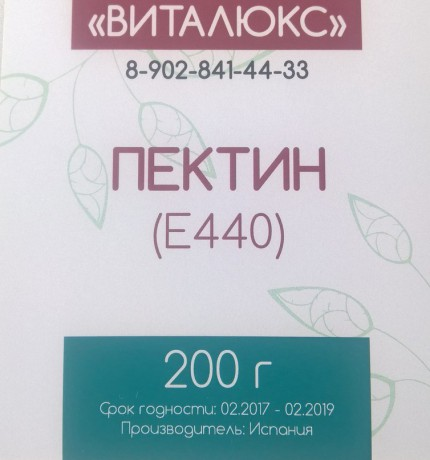 «ВИТАЛЮКС»
8-902-841-44-33
ПЕКТИН
(Е440)
200 г
Срок годности: 02.2017 - 02.2019
Производитель: Испания